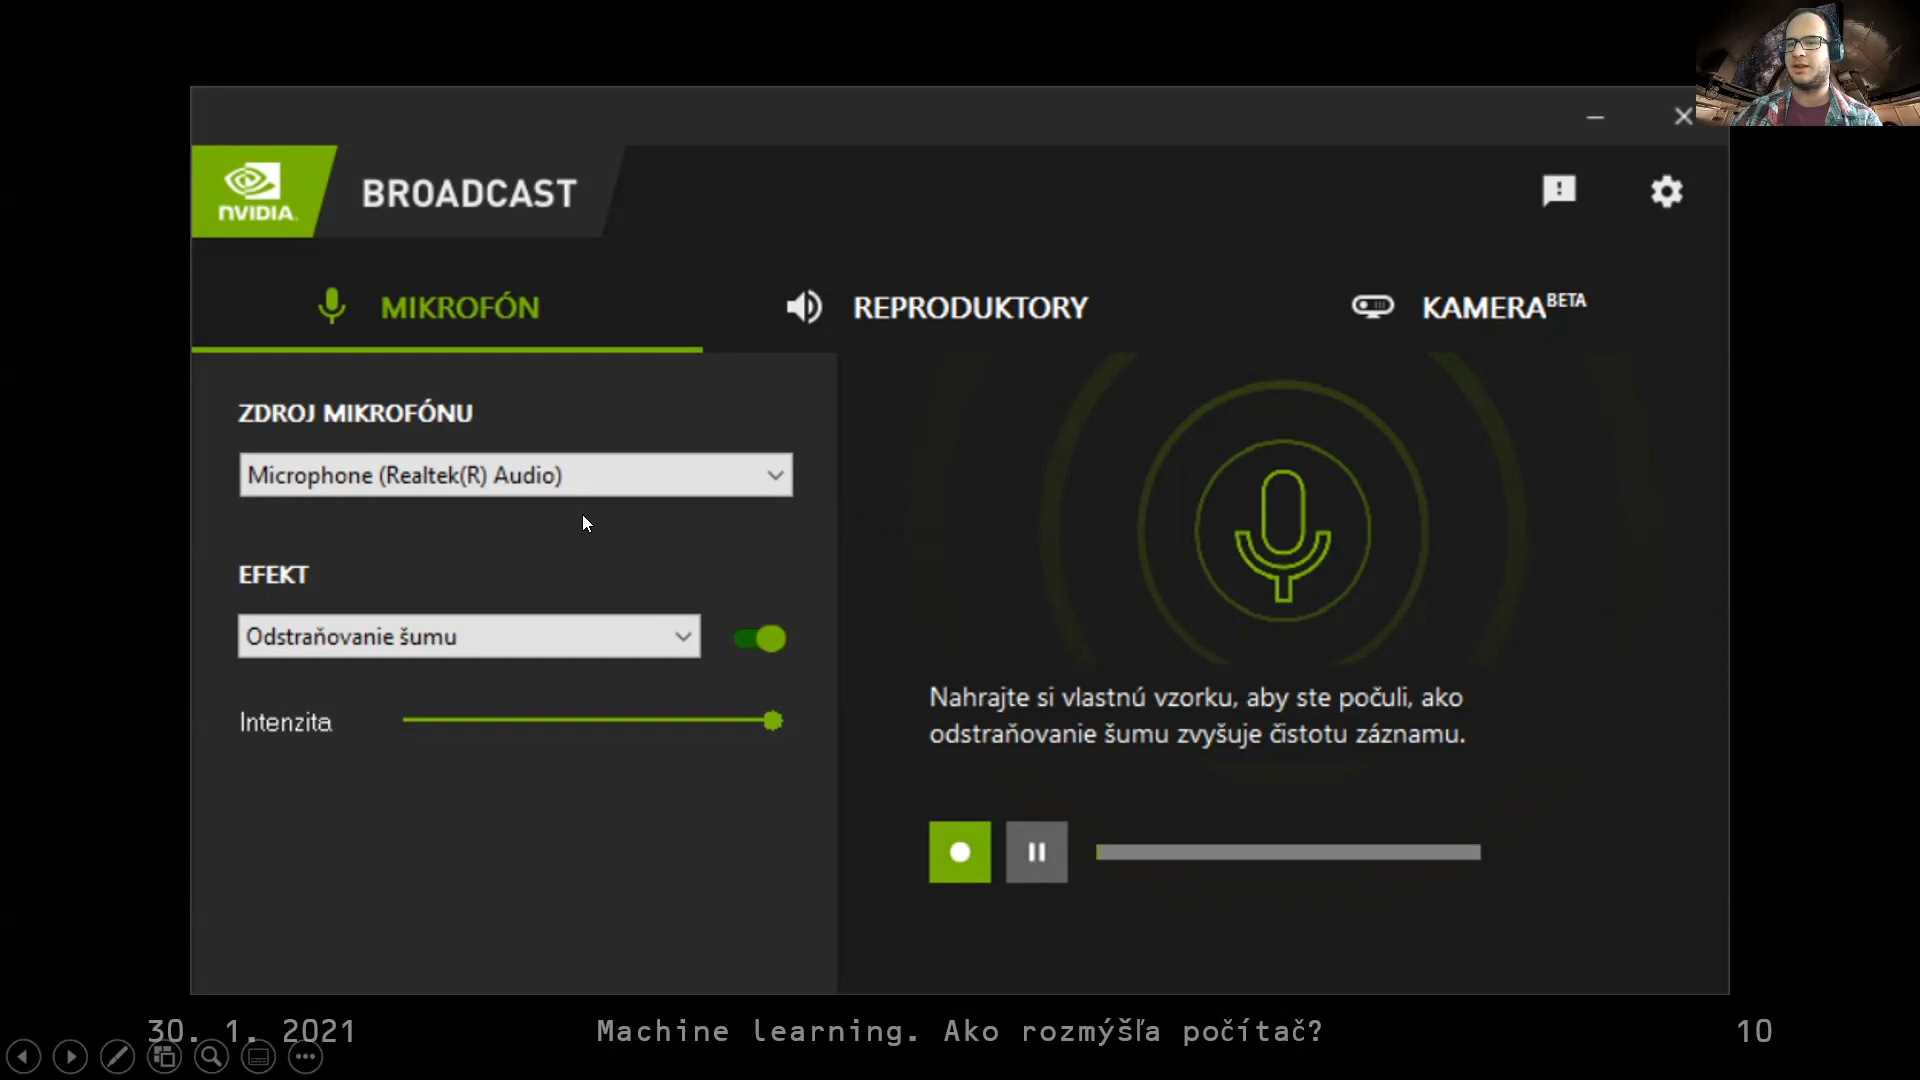 NVIDIA.
BROADCAST
MIKROFÓN
REPRODUKTORY
KAMERA BETA
ZDROJ MIKROFÓNU
Microphone (Realtek(R) Audio)
EFEKT
Odstraňovanie šumu
Intenzita
Nahrajte si vlastnú vzorku, aby ste počuli, ako
odstraňovanie šumu zvyšuje čistotu záznamu.
30. 1. 2021
Machine learning. Ako rozmýšľa počítač?
10